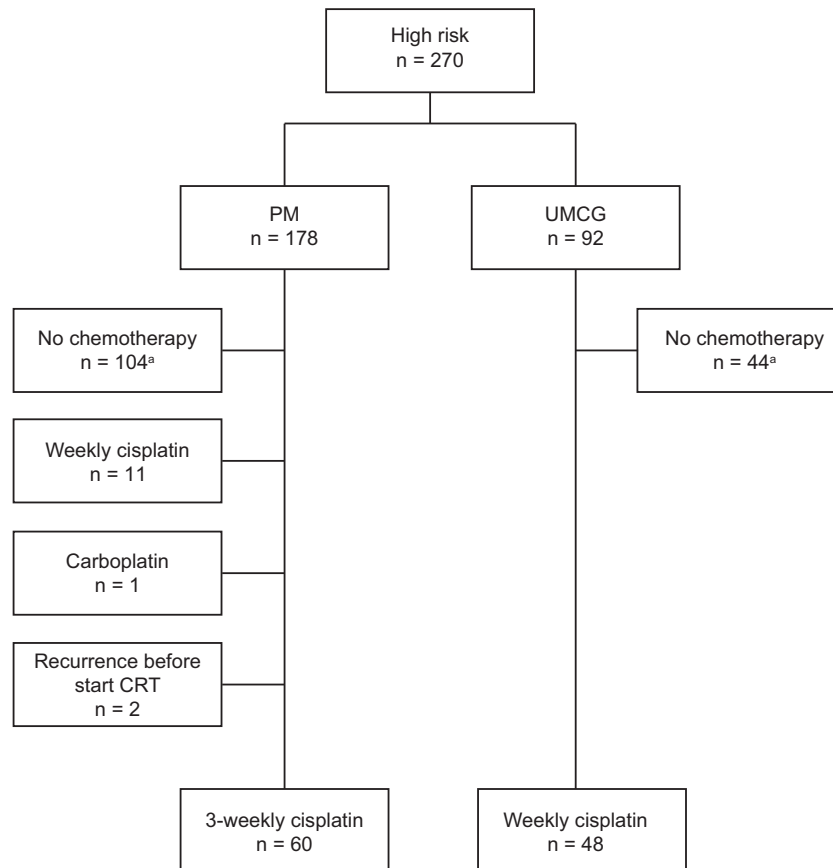 High risk
n = 270
PM
n = 178
UMCG
n = 92
No chemotherapy
n = 104ᵃ
No chemotherapy
n = 44ᵃ
Weekly cisplatin
n = 11
Carboplatin
n = 1
Recurrence before
start CRT
n = 2
3-weekly cisplatin
n = 60
Weekly cisplatin
n = 48